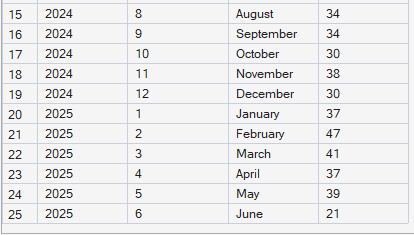 15 2024 8 August 34
16 2024 9 September 34
17 2024 10 October 30
18 2024 11 November 38
19 2024 12 December 30
20 2025 1 January 37
21 2025 2 February 47
22 2025 3 March 41
23 2025 4 April 37
24 2025 5 May 39
25 2025 6 June 21